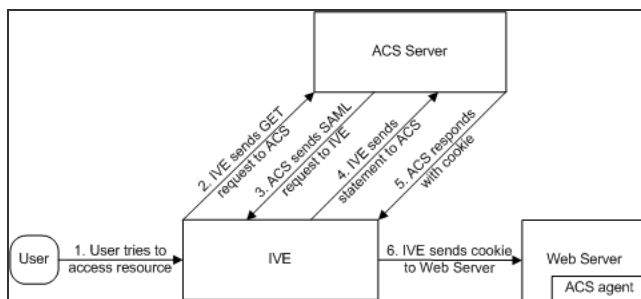 ACS Server
2. IVE sends GET
request to ACS
3. ACS sends SAML
request to IVE
4. IVE sends
statement to ACS
5. ACS responds
with cookie
User
1. User tries to
access resource
IVE
6. IVE sends cookie
to Web Server
Web Server
ACS agent